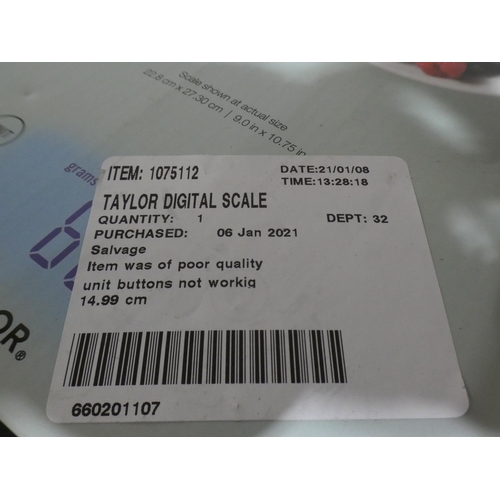 Scale shown at actual size
22.8 cm x 27.30 cm / 9.0 in x 10.75 in
grams
ITEM: 1075112
DATE:21/01/08
TIME:13:28:18
TAYLOR DIGITAL SCALE
QUANTITY: 1
DEPT: 32
PURCHASED: 06 Jan 2021
Salvage
Item was of poor quality
unit buttons not workig
14.99 cm
OR®
660201107